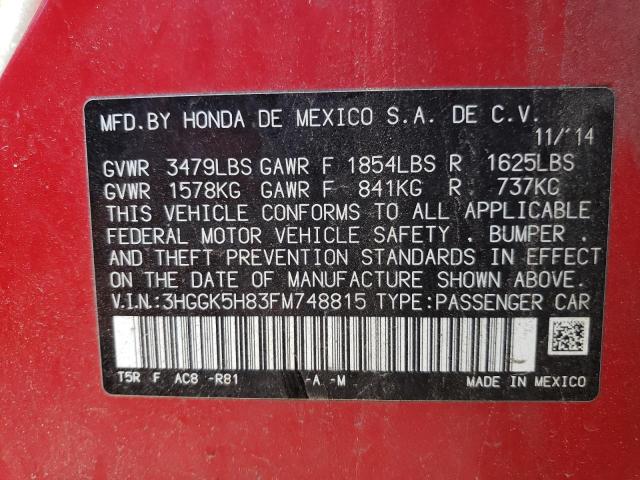 MFD.BY HONDA DE MEXICO S.A. DE C.V.
11/'14
GVWR 3479LBS GAWR F 1854LBS R 1625LBS
GVWR 1578KG GAWR F 841KG R 737KG
THIS VEHICLE CONFORMS TO ALL APPLICABLE
FEDERAL MOTOR VEHICLE SAFETY . BUMPER .
AND THEFT PREVENTION STANDARDS IN EFFECT
ON THE DATE OF MANUFACTURE SHOWN ABOVE.
V.I.N.:3HGGK5H83FM748815 TYPE:PASSENGER CAR
T5R F AC8 -R81 -A -M MADE IN MEXICO